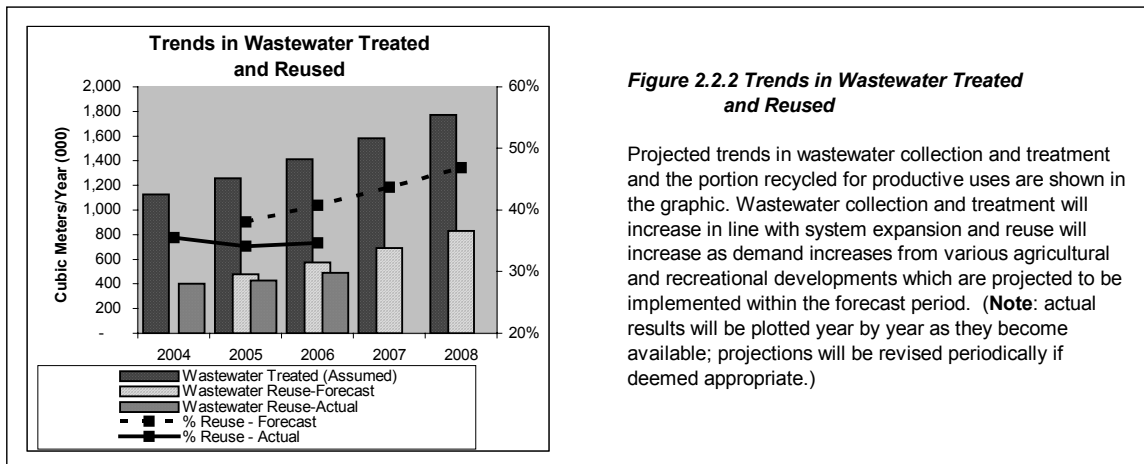 Trends in Wastewater Treated
and Reused
Cubic Meters/Year (000)
2,000
1,800
1,600
1,400
1,200
1,000
800
600
400
200
-
60%
50%
40%
30%
20%
2004 2005 2006 2007 2008
Wastewater Treated (Assumed)
Wastewater Reuse-Forecast
Wastewater Reuse-Actual
% Reuse - Forecast
% Reuse - Actual
Figure 2.2.2 Trends in Wastewater Treated
and Reused
Projected trends in wastewater collection and treatment
and the portion recycled for productive uses are shown in
the graphic. Wastewater collection and treatment will
increase in line with system expansion and reuse will
increase as demand increases from various agricultural
and recreational developments which are projected to be
implemented within the forecast period. (Note: actual
results will be plotted year by year as they become
available; projections will be revised periodically if
deemed appropriate.)